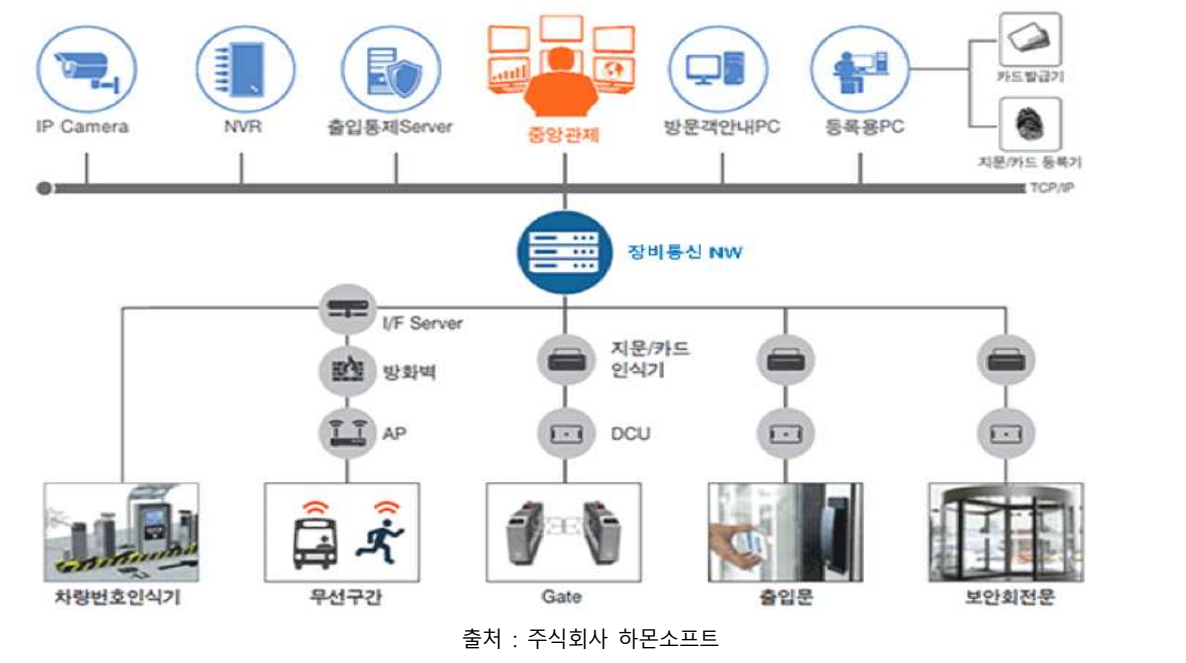 카드발급기
IP Camera
NVR
출입통제Server
중앙관제
방문객안내PC
등록용PC
지문/카드 등록기
TCP/IP
장비통신 NW
I/F Server
방화벽
지문/카드
인식기
AP
DCU
차량번호인식기
무선구간
Gate
출입문
보안회전문
출처 : 주식회사 하몬소프트